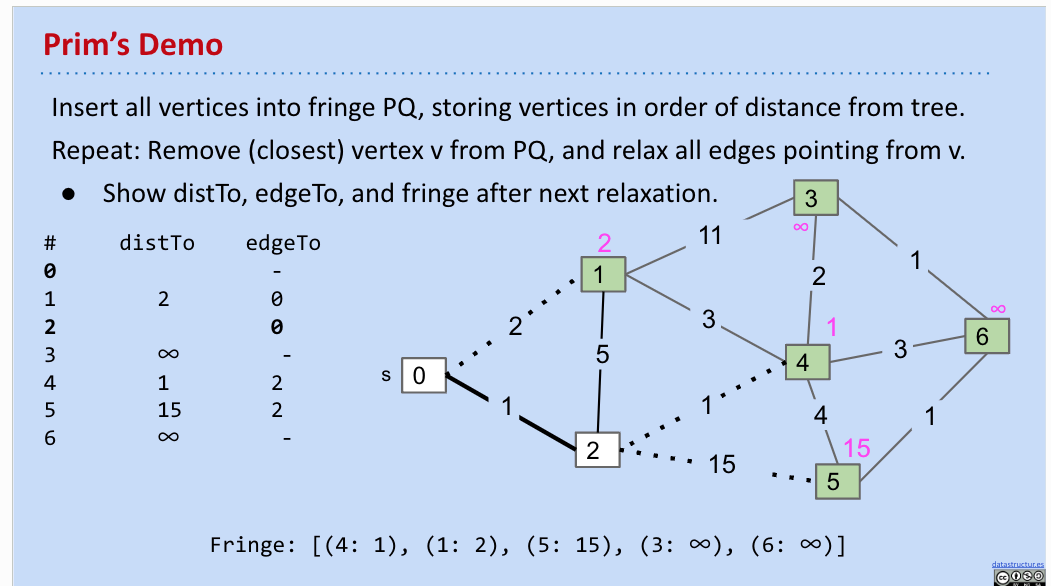 Prim's Demo
Insert all vertices into fringe PQ, storing vertices in order of distance from tree.
Repeat: Remove (closest) vertex v from PQ, and relax all edges pointing from v.
● Show distTo, edgeTo, and fringe after next relaxation.
# distTo edgeTo
0 -
1 2 0
2 0
3 ∞ -
4 1 2
5 15 2
6 ∞ -
3
∞
11
2
1
1
2
∞
6
2
3
1
4
3
5
s 0
1
1
4
1
2
15
15
5
Fringe: [(4: 1), (1: 2), (5: 15), (3: ∞), (6: ∞)]
datastructur.es